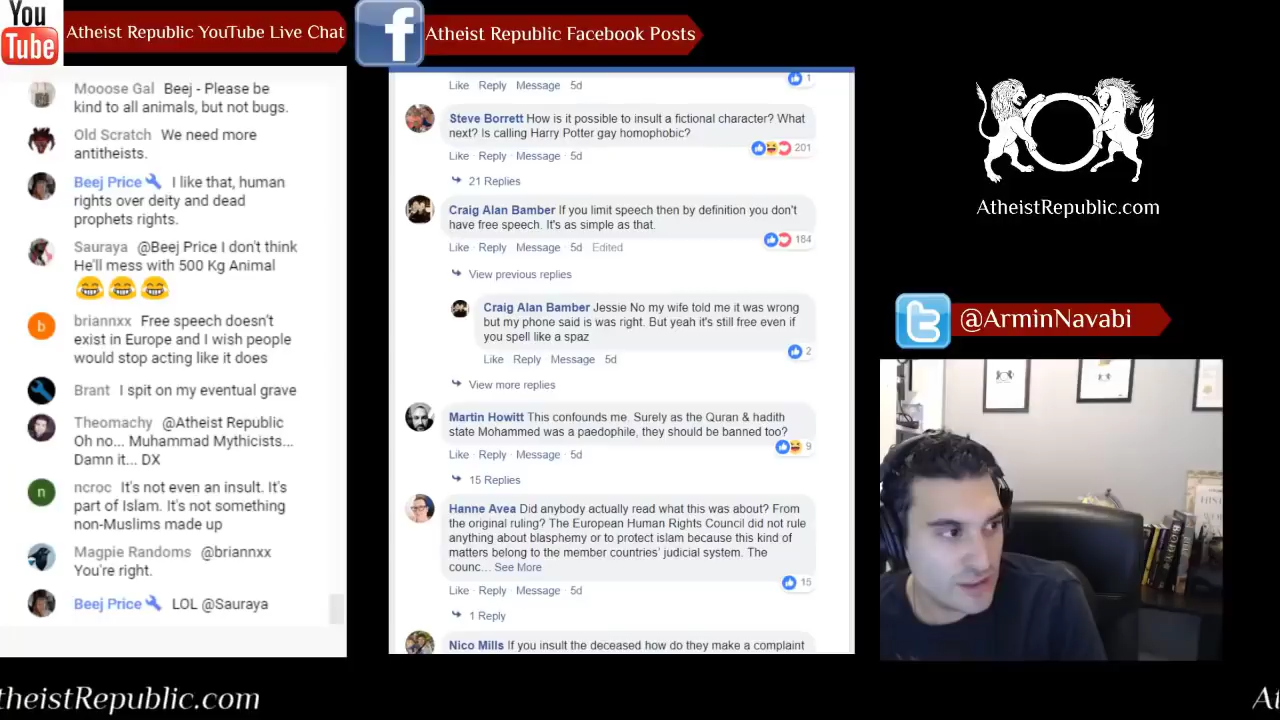 You
Tube
Atheist Republic YouTube Live Chat
f
Atheist Republic Facebook Posts
Mooose Gal Beej - Please be
kind to all animals, but not bugs.
Old Scratch We need more
antitheists.
Beej Price I like that, human
rights over deity and dead
prophets rights.
Sauraya @Beej Price I don't think
He'll mess with 500 Kg Animal
😂 😂 😂
b
briannxx Free speech doesn't
exist in Europe and I wish people
would stop acting like it does
Brant I spit on my eventual grave
Theomachy @Atheist Republic
Oh no... Muhammad Mythicists...
Damn it... DX
n
ncroc It's not even an insult. It's
part of Islam. It's not something
non-Muslims made up
Magpie Randoms @briannxx
You're right.
Beej Price LOL @Sauraya
1
Like Reply Message 5d
Steve Borrett How is it possible to insult a fictional character? What
next? Is calling Harry Potter gay homophobic?
201
Like · Reply · Message · 5d
21 Replies
Craig Alan Bamber If you limit speech then by definition you don't
have free speech. It's as simple as that.
184
Like · Reply · Message · 5d Edited
View previous replies
Craig Alan Bamber Jessie No my wife told me it was wrong
but my phone said is was right. But yeah it's still free even if
you spell like a spaz
2
Like · Reply · Message · 5d
View more replies
Martin Howitt This confounds me. Surely as the Quran & hadith
state Mohammed was a paedophile, they should be banned too?
9
Like · Reply · Message · 5d
15 Replies
Hanne Avea Did anybody actually read what this was about? From
the original ruling? The European Human Rights Council did not rule
anything about blasphemy or to protect islam because this kind of
matters belong to the member countries' judicial system. The
counc... See More
15
Like · Reply · Message · 5d
1 Reply
Nico Mills If you insult the deceased how do they make a complaint
AtheistRepublic.com
@ArminNavabi
theistRepublic.com
At